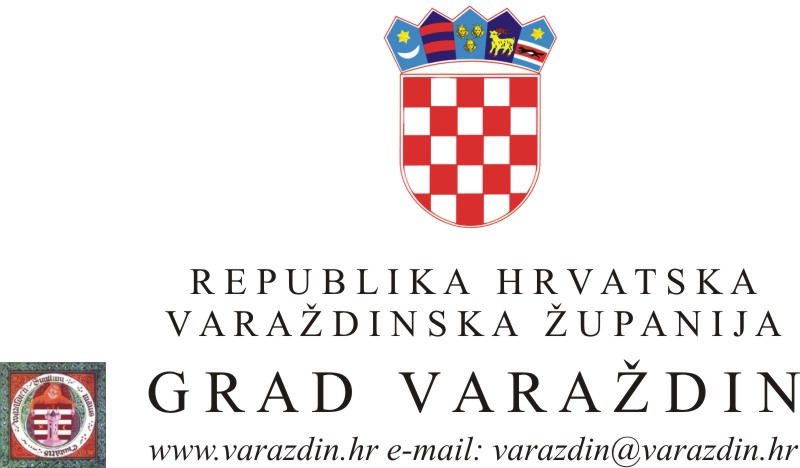 REPUBLIKA HRVATSKA
VARAŽDINSKA ŽUPANIJA
GRAD VARAŽDIN
www.varazdin.hr e-mail: varazdin@varazdin.hr